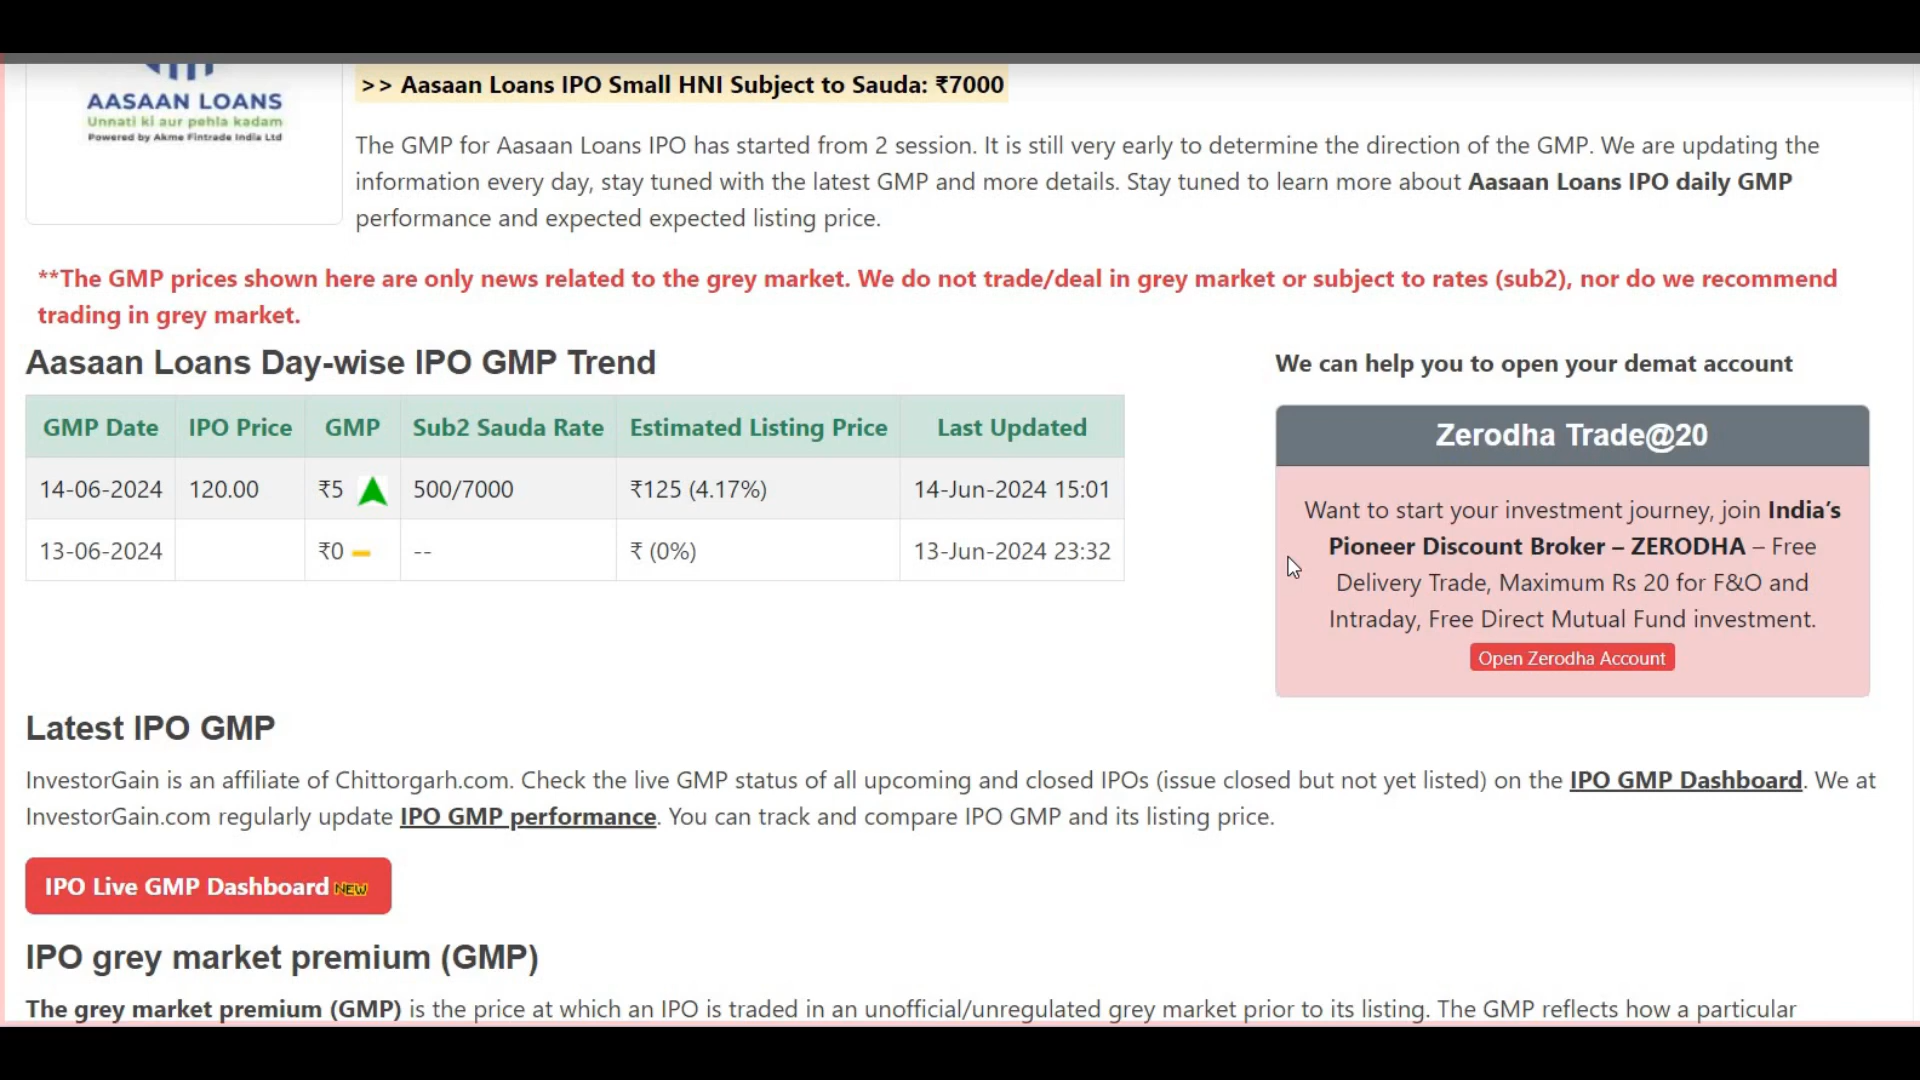 AASAAN LOANS
Unnati ki aur pehla kadam
Powered by Akme Fintrade India Ltd
>> Aasaan Loans IPO Small HNI Subject to Sauda: ₹7000
The GMP for Aasaan Loans IPO has started from 2 session. It is still very early to determine the direction of the GMP. We are updating the
information every day, stay tuned with the latest GMP and more details. Stay tuned to learn more about Aasaan Loans IPO daily GMP
performance and expected expected listing price.
**The GMP prices shown here are only news related to the grey market. We do not trade/deal in grey market or subject to rates (sub2), nor do we recommend
trading in grey market.
Aasaan Loans Day-wise IPO GMP Trend
GMP Date IPO Price GMP Sub2 Sauda Rate Estimated Listing Price Last Updated
14-06-2024 120.00 ₹5 500/7000 ₹125 (4.17%) 14-Jun-2024 15:01
13-06-2024 ₹0 -- ₹ (0%) 13-Jun-2024 23:32
We can help you to open your demat account
Zerodha Trade@20
Want to start your investment journey, join India's
Pioneer Discount Broker – ZERODHA – Free
Delivery Trade, Maximum Rs 20 for F&O and
Intraday, Free Direct Mutual Fund investment.
Open Zerodha Account
Latest IPO GMP
InvestorGain is an affiliate of Chittorgarh.com. Check the live GMP status of all upcoming and closed IPOs (issue closed but not yet listed) on the IPO GMP Dashboard. We at
InvestorGain.com regularly update IPO GMP performance. You can track and compare IPO GMP and its listing price.
IPO Live GMP Dashboard NEW
IPO grey market premium (GMP)
The grey market premium (GMP) is the price at which an IPO is traded in an unofficial/unregulated grey market prior to its listing. The GMP reflects how a particular